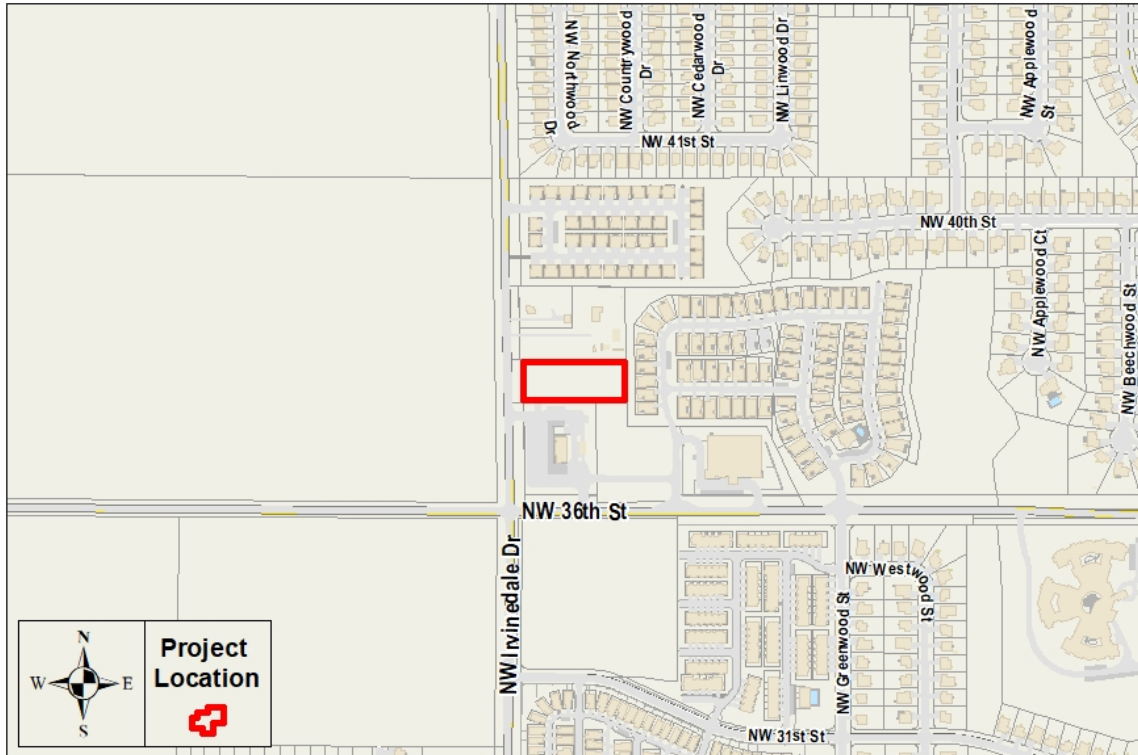 NW Northwood
Dr
NW Countrywood
Dr
NW Cedarwood
Dr
NW Linwood Dr
NW Applewood
St
NW 41st St
NW 40th St
NW Applewood Ct
NW Beechwood St
NW 36th St
NW Irvinedale Dr
NW Westwood St
NW Greenwood St
NW 31st St
N
W
E
S
Project
Location